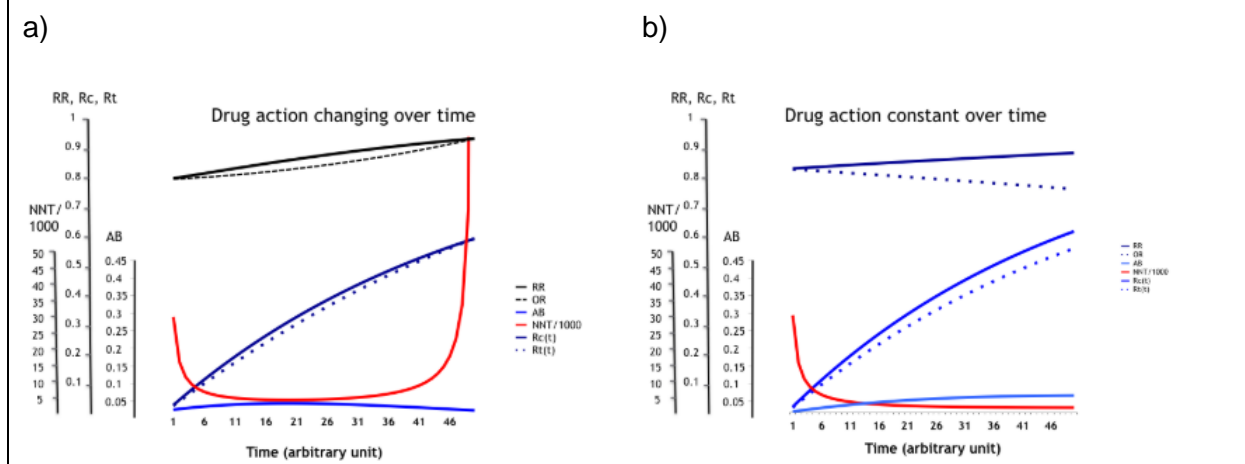 a)
RR, Rc, Rt
Drug action changing over time
1
0.9
0.8
0.7
0.6
0.5
0.4
0.3
0.2
0.1
NNT/
1000
50
45
40
35
30
25
20
15
10
5
AB
0.45
0.4
0.35
0.3
0.25
0.2
0.15
0.1
0.05
1 6 11 16 21 26 31 36 41 46
Time (arbitrary unit)
RR
OR
AB
NNT/1000
Rc(t)
Rt(t)
b)
RR, Rc, Rt
Drug action constant over time
1
0.9
0.8
0.7
0.6
0.5
0.4
0.3
0.2
0.1
NNT/
1000
50
45
40
35
30
25
20
15
10
5
AB
0.45
0.4
0.35
0.3
0.25
0.2
0.15
0.1
0.05
1 6 11 16 21 26 31 36 41 46
Time (arbitrary unit)
RR
OR
AB
NNT/1000
Rc(t)
Rt(t)